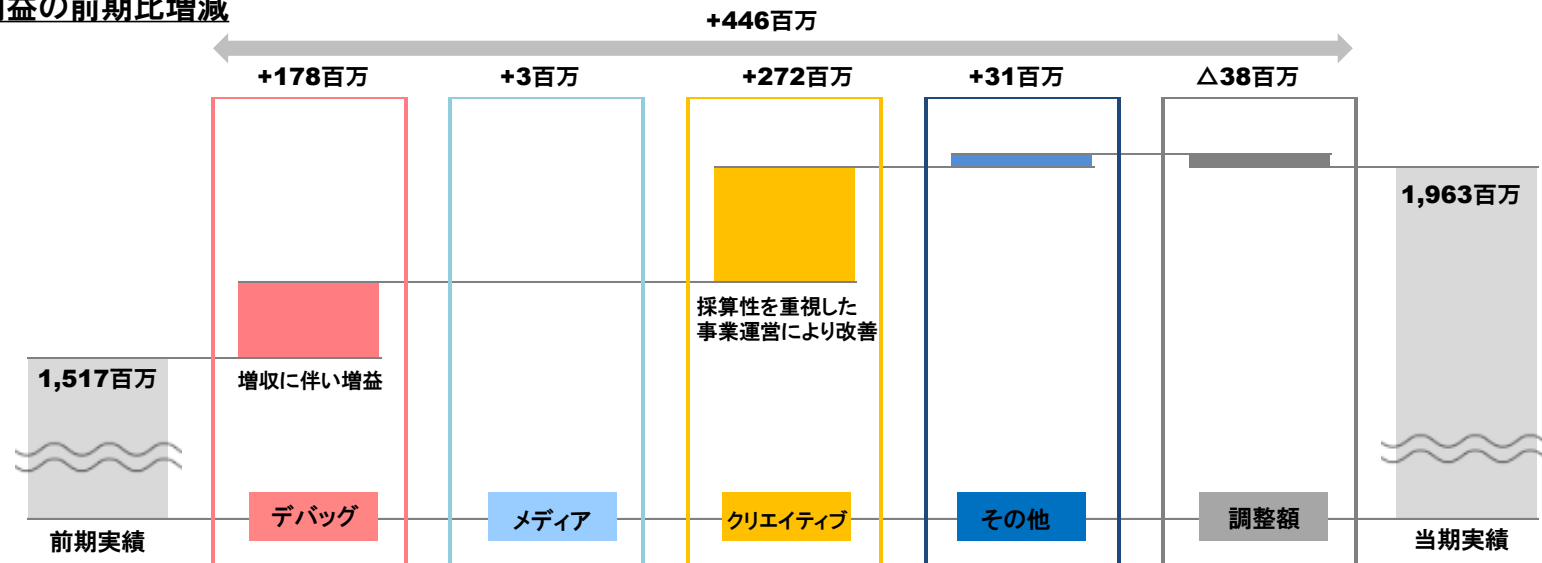 益の前期比増減
+446百万
+178百万
+3百万
+272百万
+31百万
△38百万
1,963百万
採算性を重視した
事業運営により改善
1,517百万
増収に伴い増益
デバッグ
メディア
クリエイティブ
その他
調整額
前期実績
当期実績